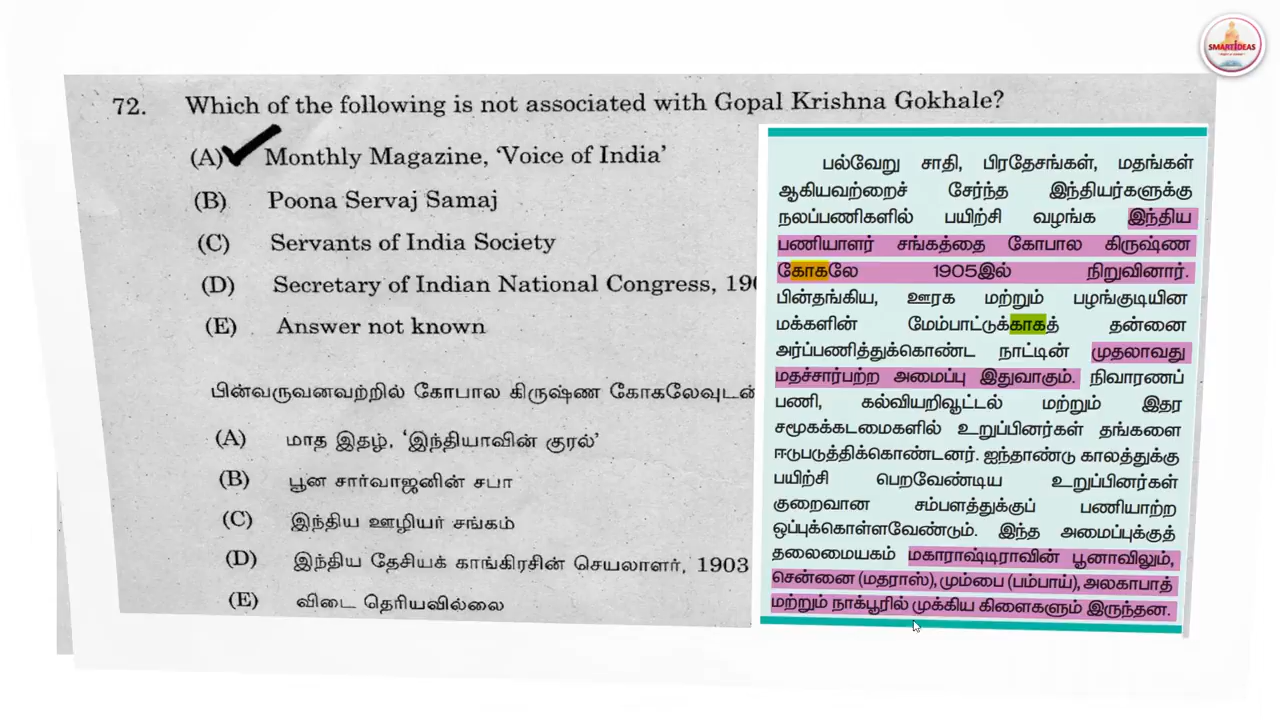 SMART IDEAS
72. Which of the following is not associated with Gopal Krishna Gokhale?
(A) Monthly Magazine, ‘Voice of India’
(B) Poona Servaj Samaj
(C) Servants of India Society
(D) Secretary of Indian National Congress, 190
(E) Answer not known
பின்வருவனவற்றில் கோபால கிருஷ்ண கோகலேவுடன்
(A) மாத இதழ், ‘இந்தியாவின் குரல்’
(B) பூன சார்வாஜனின் சபா
(C) இந்திய ஊழியர் சங்கம்
(D) இந்திய தேசியக் காங்கிரசின் செயலாளர், 1903
(E) விடை தெரியவில்லை
பல்வேறு சாதி, பிரதேசங்கள், மதங்கள்
ஆகியவற்றைச் சேர்ந்த இந்தியர்களுக்கு
நலப்பணிகளில் பயிற்சி வழங்க இந்திய
பணியாளர் சங்கத்தை கோபால கிருஷ்ண
கோகலே 1905இல் நிறுவினார்.
பின்தங்கிய, ஊரக மற்றும் பழங்குடியின
மக்களின் மேம்பாட்டுக்காகத் தன்னை
அர்ப்பணித்துக்கொண்ட நாட்டின் முதலாவது
மதச்சார்பற்ற அமைப்பு இதுவாகும். நிவாரணப்
பணி, கல்வியறிவூட்டல் மற்றும் இதர
சமூகக்கடமைகளில் உறுப்பினர்கள் தங்களை
ஈடுபடுத்திக்கொண்டனர். ஐந்தாண்டு காலத்துக்கு
பயிற்சி பெறவேண்டிய உறுப்பினர்கள்
குறைவான சம்பளத்துக்குப் பணியாற்ற
ஒப்புக்கொள்ளவேண்டும். இந்த அமைப்புக்குத்
தலைமையகம் மகாராஷ்டிராவின் பூனாவிலும்,
சென்னை (மதராஸ்), மும்பை (பம்பாய்), அலகாபாத்
மற்றும் நாக்பூரில் முக்கிய கிளைகளும் இருந்தன.